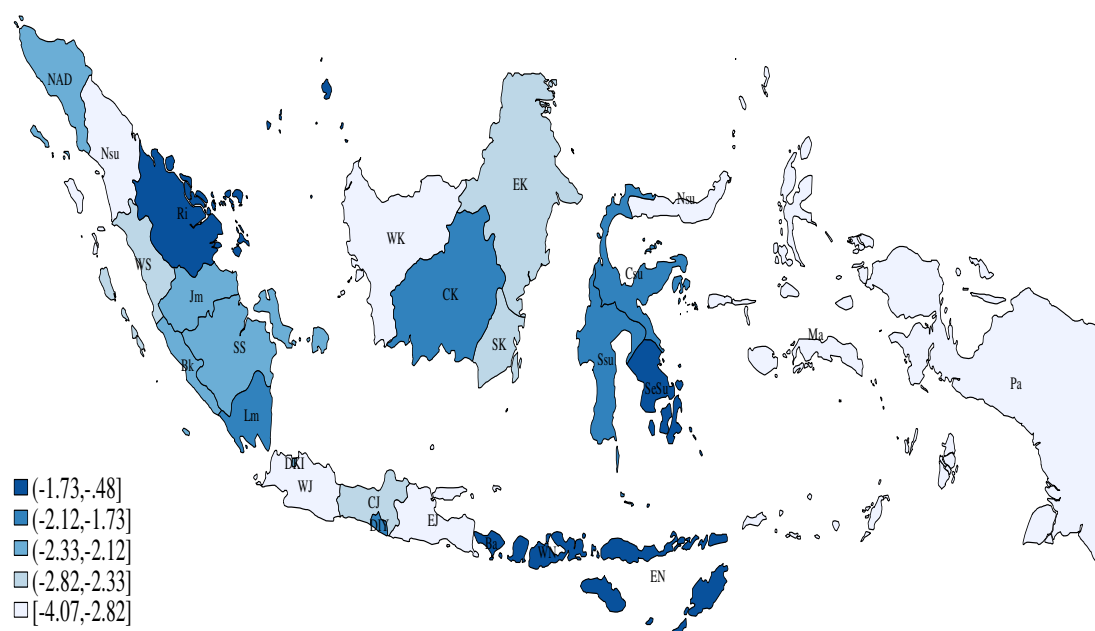 NAD
Nsu
Ri
WS
Jm
SS
Bk
Lm
EK
WK
CK
SK
Nsu
Csu
Ssu
SeSu
Ma
Pa
DKI
WJ
CJ
DIY
EJ
Ba
WN
EN
(-1.73,-.48]
(-2.12,-1.73]
(-2.33,-2.12]
(-2.82,-2.33]
[-4.07,-2.82]